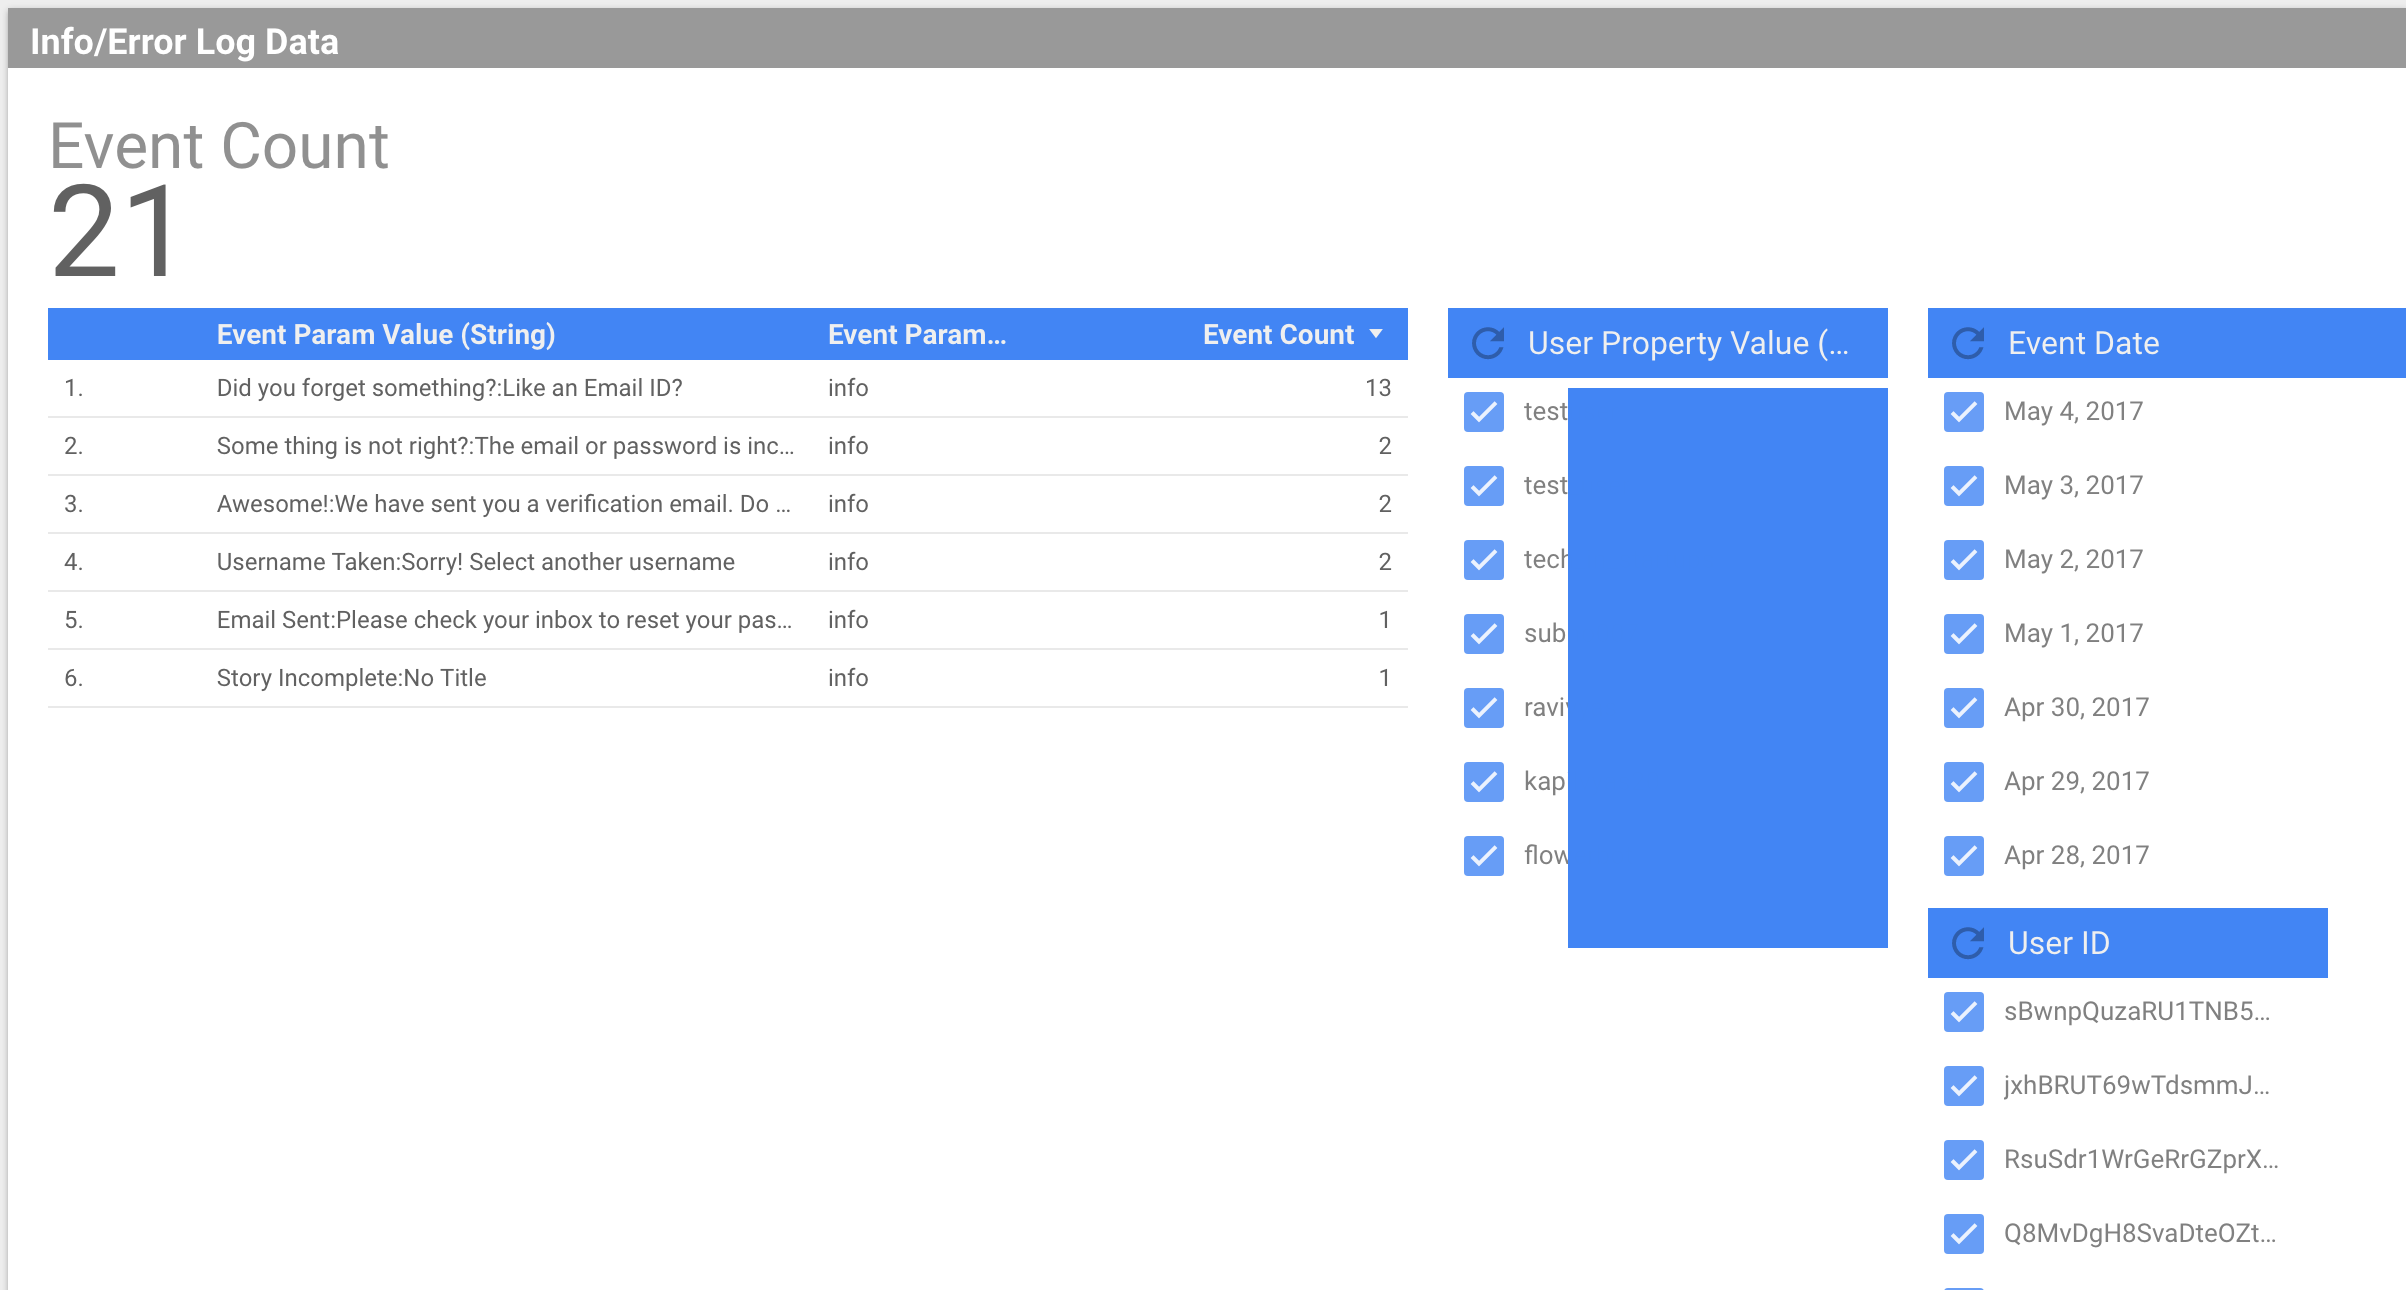 Info/Error Log Data
Event Count
21
Event Param Value (String) Event Param... Event Count
1. Did you forget something?:Like an Email ID? info 13
2. Some thing is not right?:The email or password is inc... info 2
3. Awesome!:We have sent you a verification email. Do ... info 2
4. Username Taken:Sorry! Select another username info 2
5. Email Sent:Please check your inbox to reset your pas... info 1
6. Story Incomplete:No Title info 1
User Property Value (...
test
test
tech
sub
ravi
kap
flow
Event Date
May 4, 2017
May 3, 2017
May 2, 2017
May 1, 2017
Apr 30, 2017
Apr 29, 2017
Apr 28, 2017
User ID
sBwnpQuzaRU1TNB5...
jxhBRUT69wTdsmmJ...
RsuSdr1WrGeRrGZprX...
Q8MvDgH8SvaDteOZt...